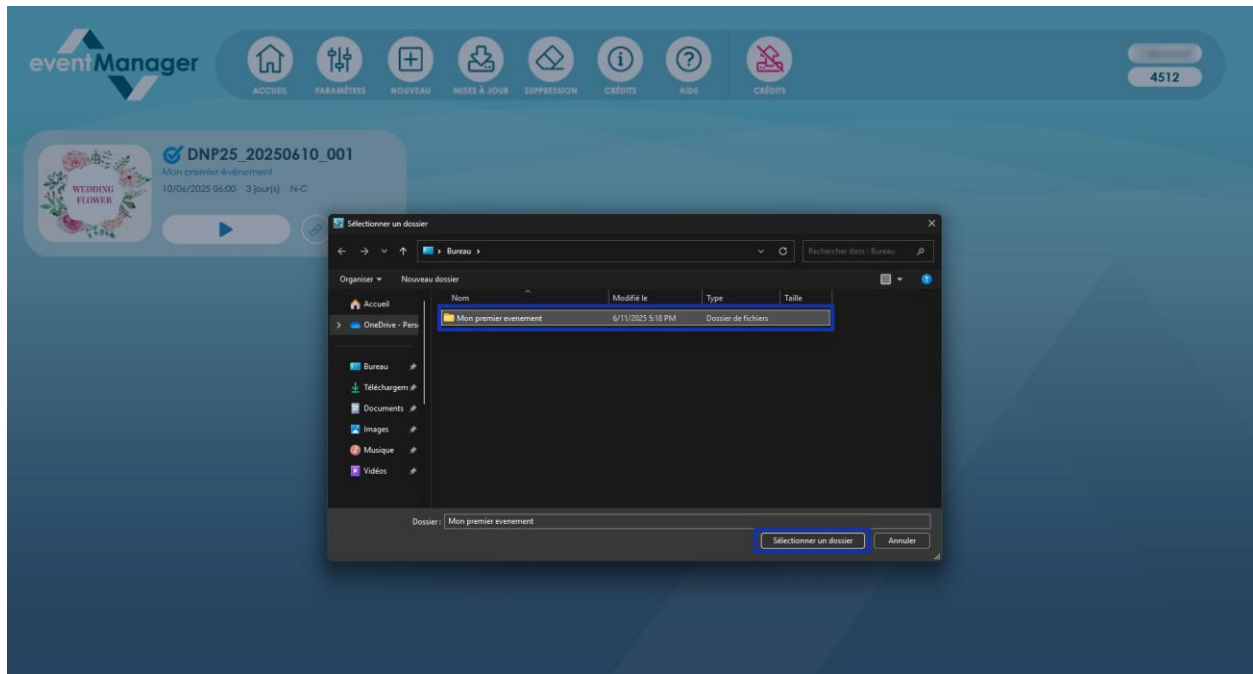 eventManager
ACCUEIL
PARAMÈTRES
NOUVEAU
MISES À JOUR
SUPPRESSION
CRÉDITS
AIDE
CRÉDITS
4512
WEDDING
FLOWER
DNP25_20250610_001
Mon premier événement
10/06/2025 06:00 3 jour(s) N-C
Sélectionner un dossier
Bureau
Rechercher dans : Bureau
Organiser
Nouveau dossier
Nom
Modifié le
Type
Taille
Accueil
OneDrive - Pers
Mon premier evenement
6/11/2025 5:18 PM
Dossier de fichiers
Bureau
Téléchargem
Documents
Images
Musique
Vidéos
Dossier : Mon premier evenement
Sélectionner un dossier
Annuler